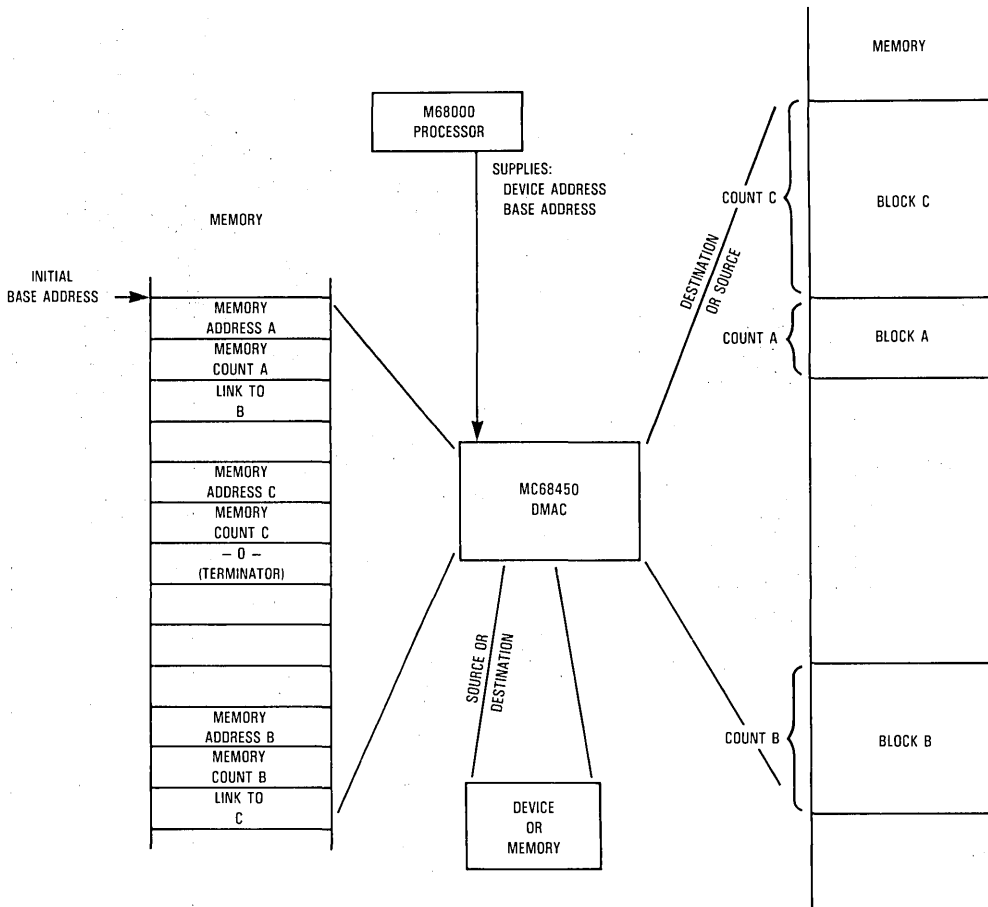 MEMORY
M68000
PROCESSOR
SUPPLIES:
DEVICE ADDRESS
BASE ADDRESS
MEMORY
INITIAL
BASE ADDRESS
MEMORY
ADDRESS A
MEMORY
COUNT A
LINK TO
B
MEMORY
ADDRESS C
MEMORY
COUNT C
– 0 –
(TERMINATOR)
MEMORY
ADDRESS B
MEMORY
COUNT B
LINK TO
C
MC68450
DMAC
SOURCE OR
DESTINATION
DEVICE
OR
MEMORY
DESTINATION
OR SOURCE
COUNT C
BLOCK C
COUNT A
BLOCK A
COUNT B
BLOCK B